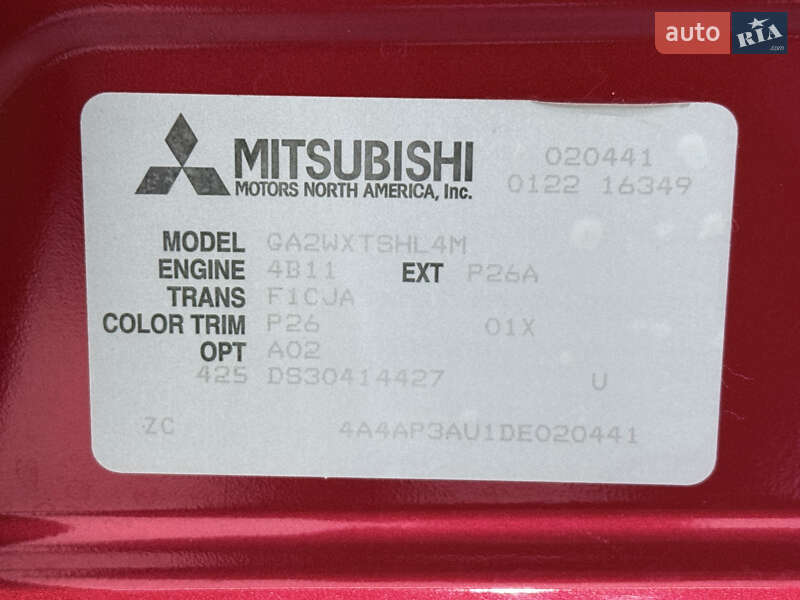 auto RIA
.com
MITSUBISHI 020441
MOTORS NORTH AMERICA, Inc. 0122 16349
MODEL GA2WXTSHL4M
ENGINE 4B11 EXT P26A
TRANS F1CJA
COLOR TRIM P26 01X
OPT A02
425 DS30414427 U
ZC 4A4AP3AU1DE020441